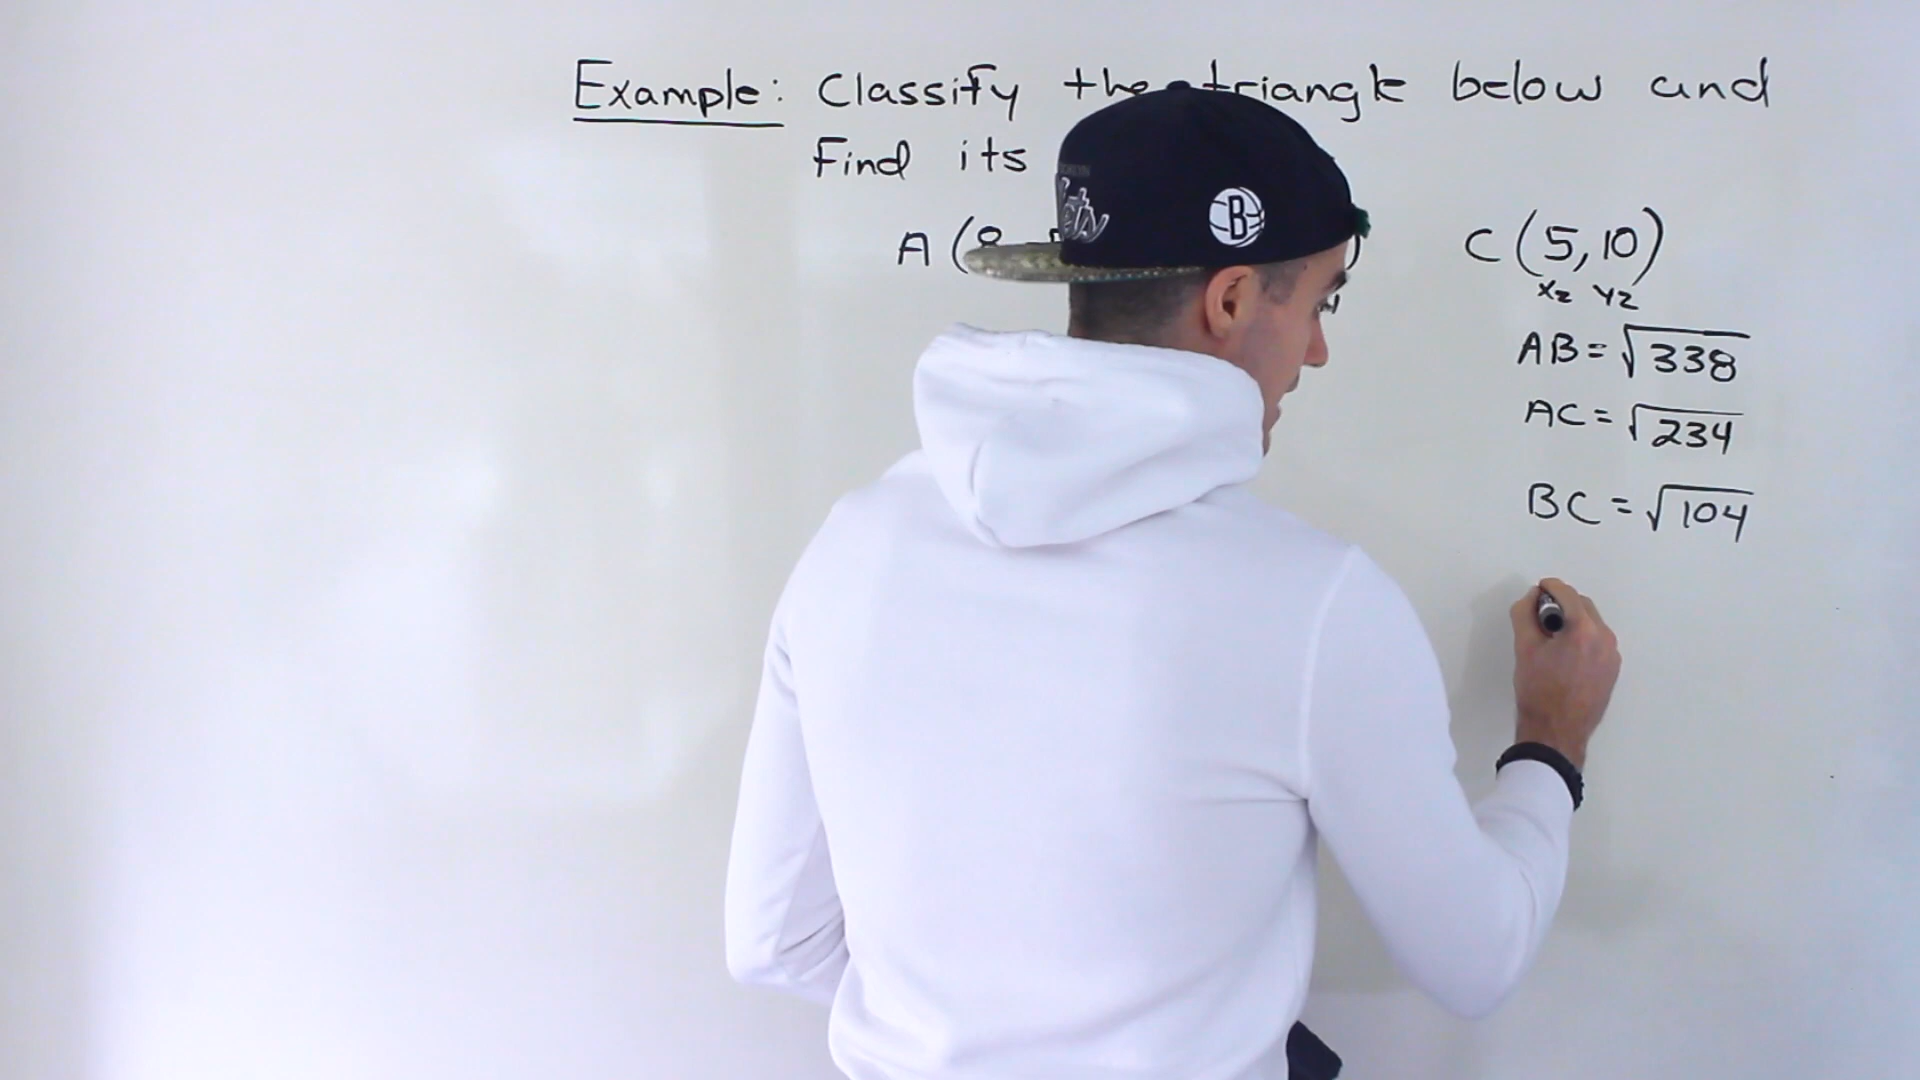 Example: Classify the triangle below and
Find its
A (8 C (5, 10)
x2 y2
AB = √338
AC = √234
BC = √104
B